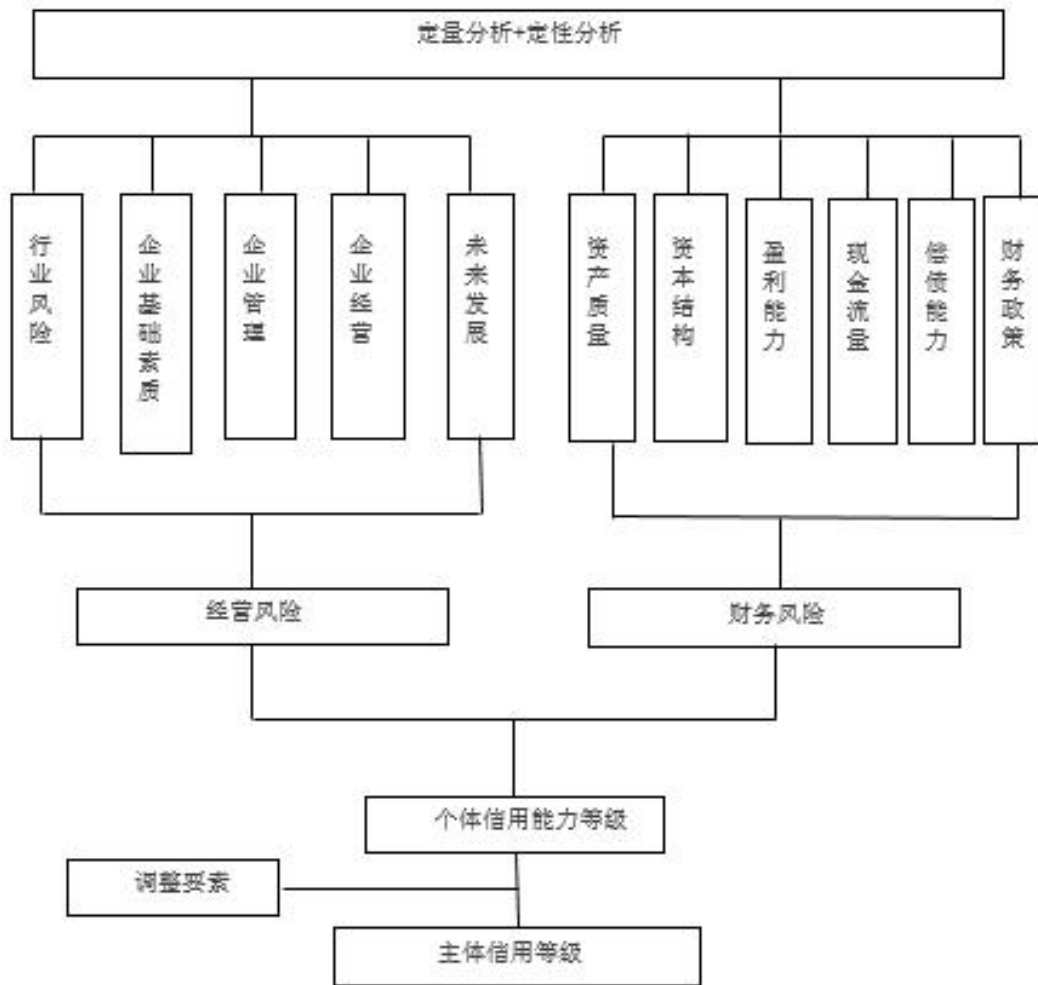 定量分析+定性分析
行业风险
企业基础素质
企业管理
企业经营
未来发展
资产质量
资本结构
盈利能力
现金流量
偿债能力
财务政策
经营风险
财务风险
个体信用能力等级
调整要素
主体信用等级